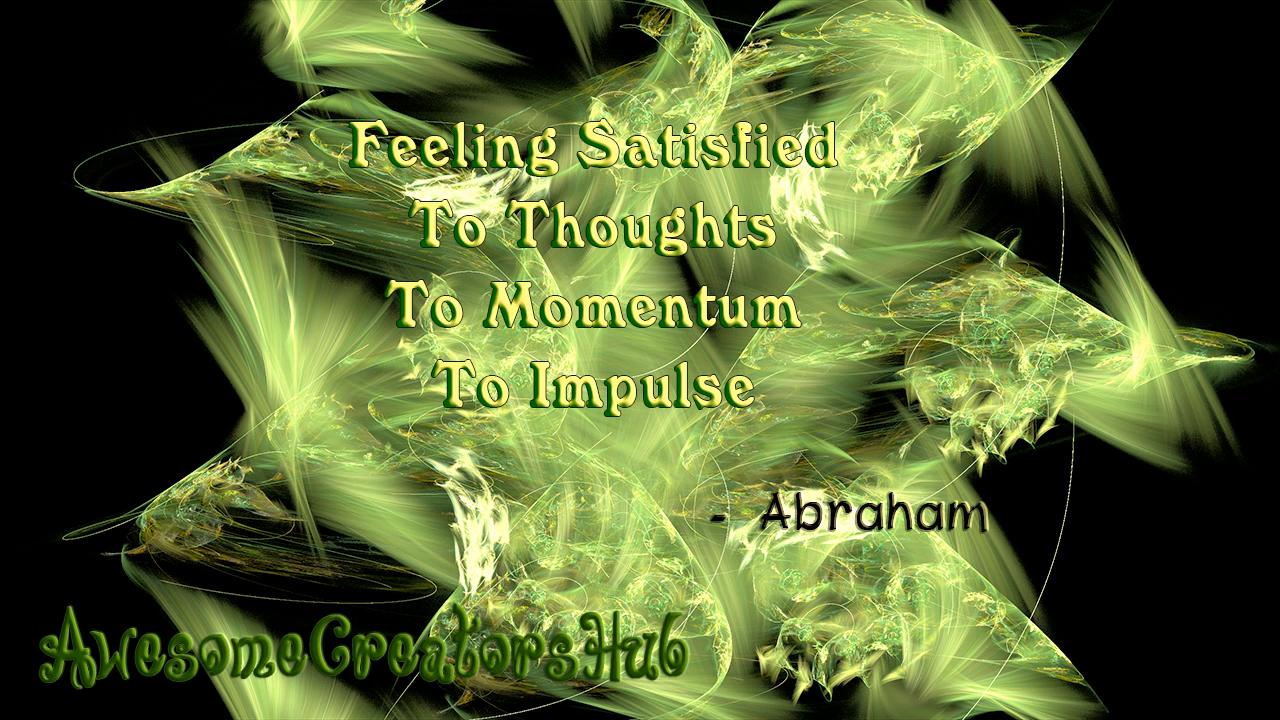 Feeling Satisfied
To Thoughts
To Momentum
To Impulse
- Abraham
AwesomeCreatorsHub